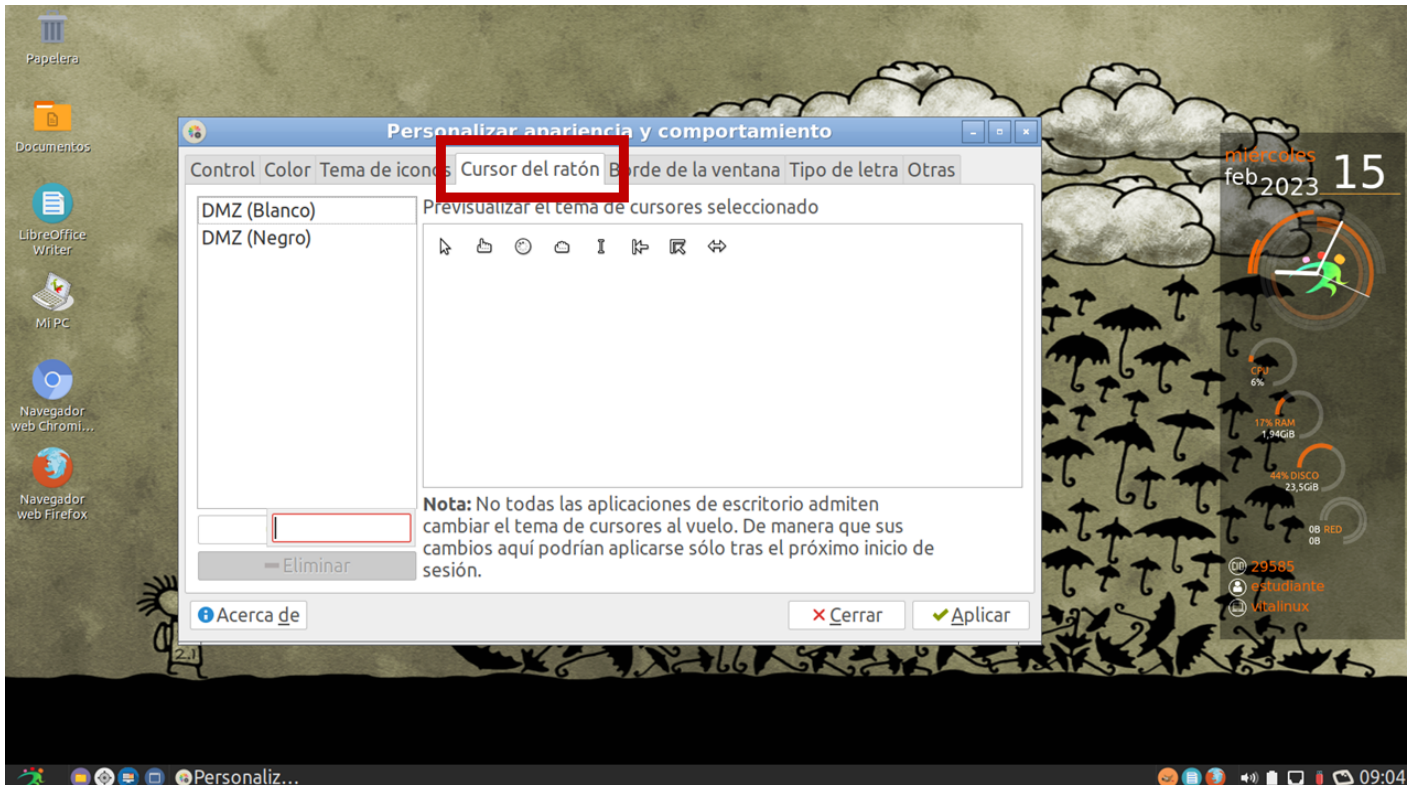 Papelera
Documentos
LibreOffice
Writer
Mi PC
Navegador
web Chromi...
Navegador
web Firefox
Personalizar apariencia y comportamiento
Control Color Tema de iconos Cursor del ratón Borde de la ventana Tipo de letra Otras
DMZ (Blanco)
DMZ (Negro)
Previsualizar el tema de cursores seleccionado
Nota: No todas las aplicaciones de escritorio admiten
cambiar el tema de cursores al vuelo. De manera que sus
cambios aquí podrían aplicarse sólo tras el próximo inicio de
sesión.
Eliminar
Acerca de
Cerrar
Aplicar
miércoles
feb 2023 15
CPU
6%
17% RAM
1,94GiB
44% DISCO
23,5GiB
0B RED
0B
29585
estudiante
vitalinux
2.1
Personaliz...
09:04